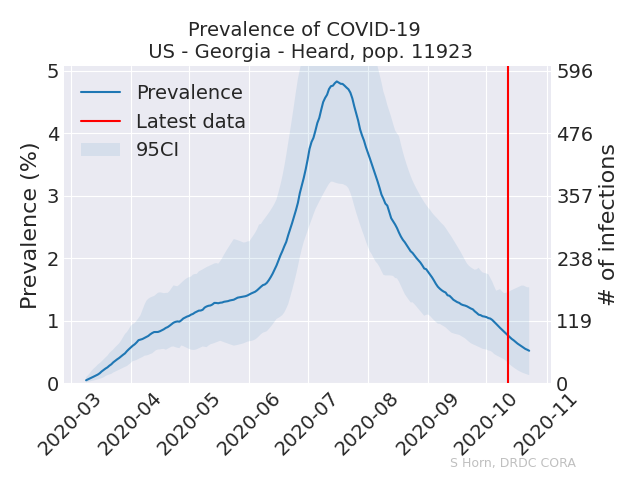 Prevalence of COVID-19
US - Georgia - Heard, pop. 11923
Prevalence (%)
5
4
3
2
1
0
Prevalence
Latest data
95CI
596
476
357
238
119
0
# of infections
2020-03
2020-04
2020-05
2020-06
2020-07
2020-08
2020-09
2020-10
2020-11
S Horn, DRDC CORA